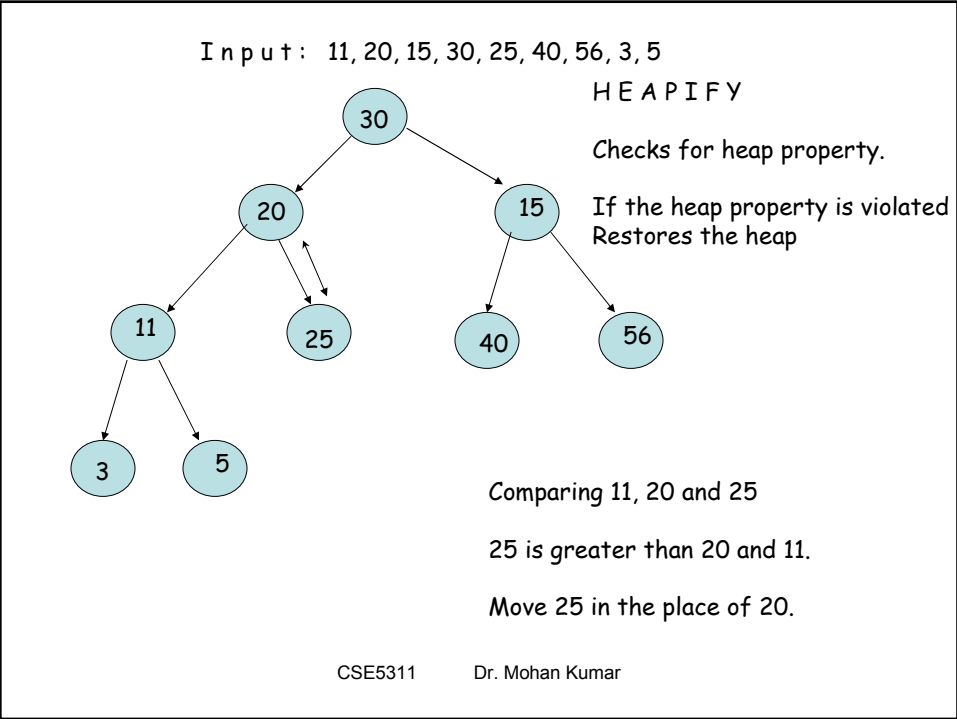 I n p u t :   11, 20, 15, 30, 25, 40, 56, 3, 5
H E A P I F Y
30
Checks for heap property.
20
15
If the heap property is violated
Restores the heap
11
25
40
56
3
5
Comparing 11, 20 and 25
25 is greater than 20 and 11.
Move 25 in the place of 20.
CSE5311 Dr. Mohan Kumar